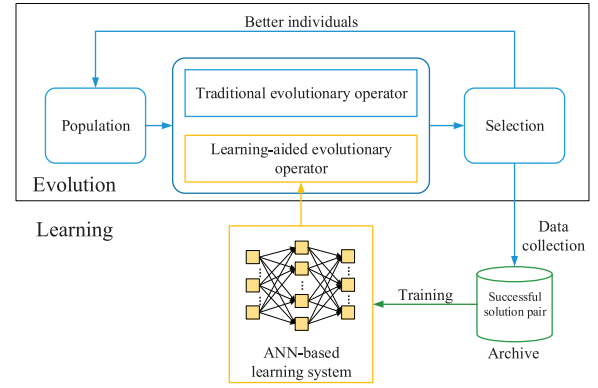 Better individuals
Traditional evolutionary operator
Population
Selection
Learning-aided evolutionary
operator
Evolution
Learning
Data
collection
Training
Successful
solution pair
ANN-based
learning system
Archive